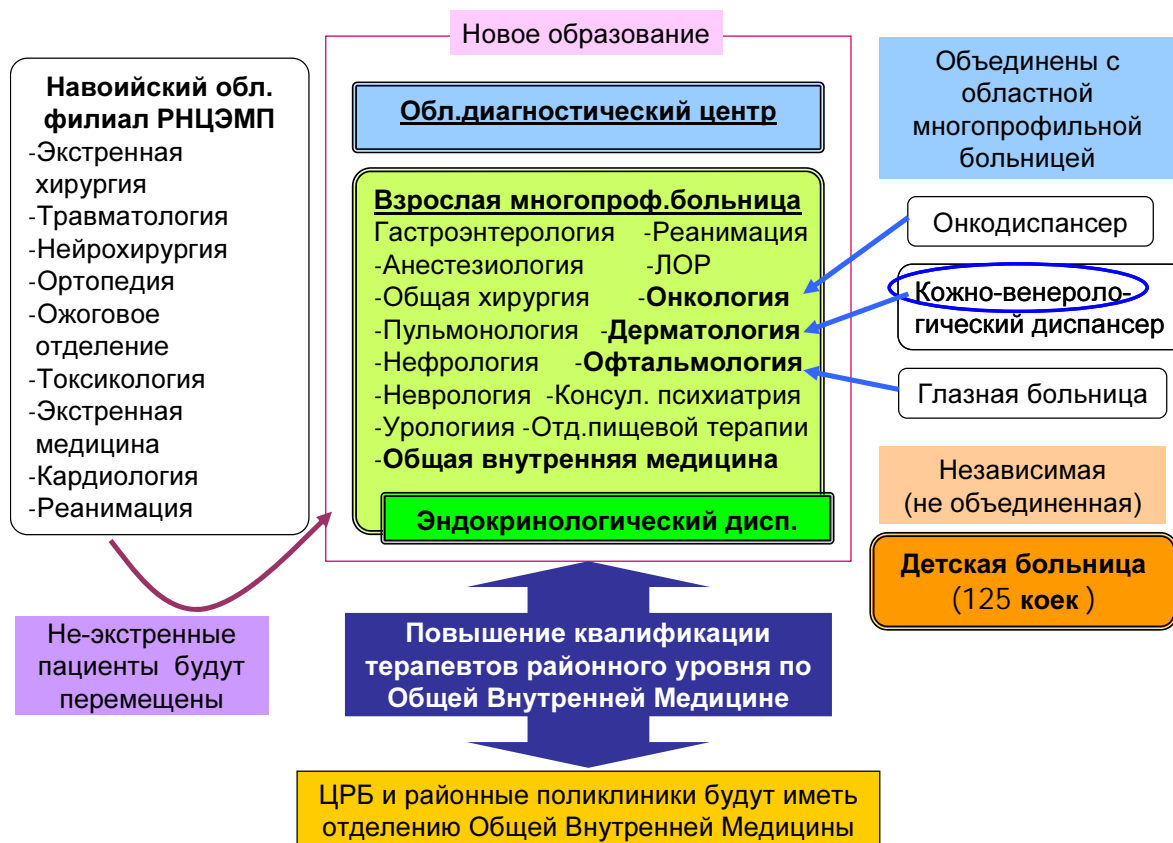 Новое образование
Навоийский обл.
филиал РНЦЭМП
-Экстренная
хирургия
-Травматология
-Нейрохирургия
-Ортопедия
-Ожоговое
отделение
-Токсикология
-Экстренная
медицина
-Кардиология
-Реанимация
Не-экстренные
пациенты будут
перемещены
Обл.диагностический центр
Взрослая многопроф.больница
Гастроэнтерология -Реанимация
-Анестезиология -ЛОР
-Общая хирургия -Онкология
-Пульмонология -Дерматология
-Нефрология -Офтальмология
-Неврология -Консул. психиатрия
-Урологиия -Отд.пищевой терапии
-Общая внутренняя медицина
Эндокринологический дисп.
Повышение квалификации
терапевтов районного уровня по
Общей Внутренней Медицине
ЦРБ и районные поликлиники будут иметь
отделению Общей Внутренней Медицины
Объединены с
областной
многопрофильной
больницей
Онкодиспансер
Кожно-венероло-
гический диспансер
Глазная больница
Независимая
(не объединенная)
Детская больница
(125 коек )